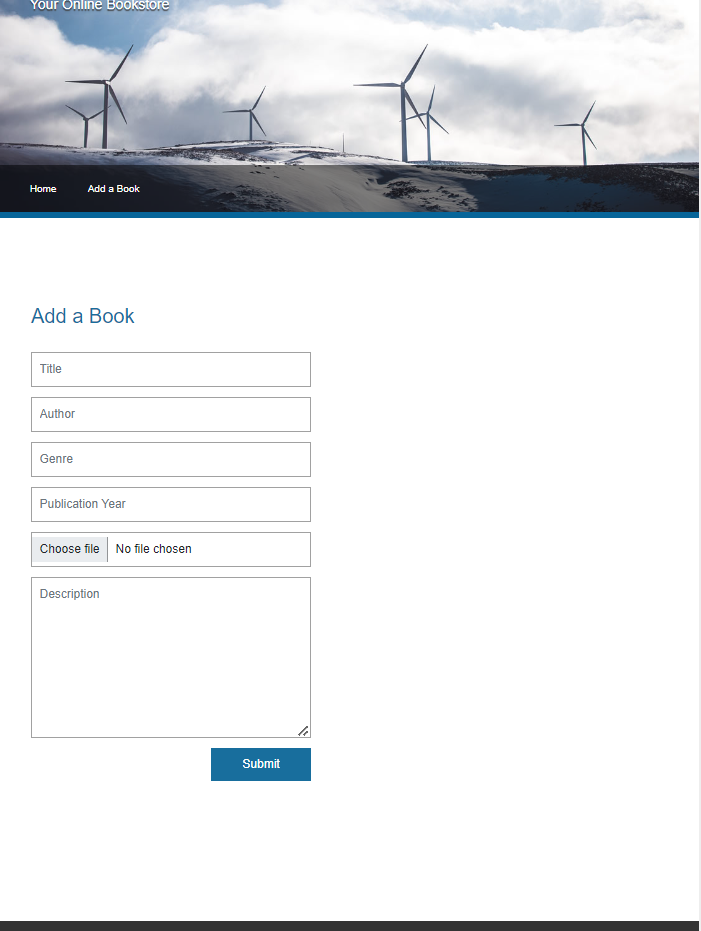 Your Online Bookstore
Home
Add a Book
Add a Book
Title
Author
Genre
Publication Year
Choose file
No file chosen
Description
Submit